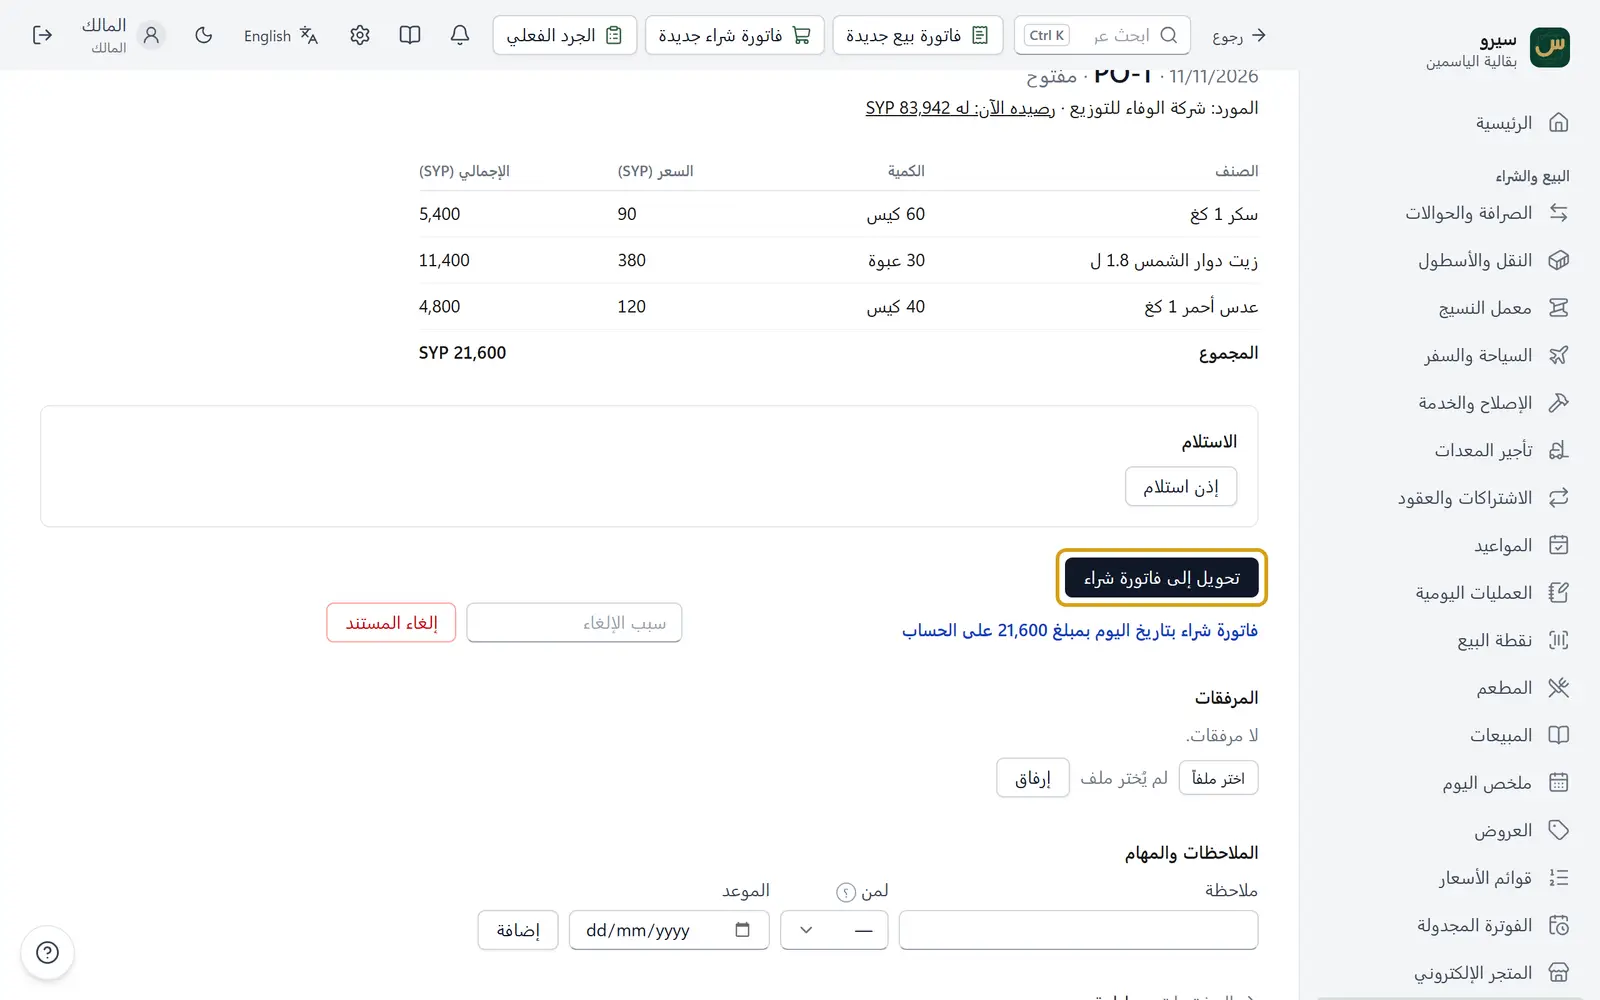 سيرو
بقالية الياسمين
رجوع
ابحث عر
Ctrl K
فاتورة بيع جديدة
فاتورة شراء جديدة
الجرد الفعلي
English
المالك
المالك
الرئيسية
البيع والشراء
الصرافة والحوالات
النقل والأسطول
معمل النسيج
السياحة والسفر
الإصلاح والخدمة
تأجير المعدات
الاشتراكات والعقود
المواعيد
العمليات اليومية
نقطة البيع
المطعم
المبيعات
ملخص اليوم
العروض
قوائم الأسعار
الفوترة المجدولة
المتجر الإلكتروني
PO-1 · 11/11/2026 · مفتوح
المورد: شركة الوفاء للتوزيع · رصيده الآن: له 83,942 SYP
الصنف الكمية السعر (SYP) الإجمالي (SYP)
سكر 1 كغ 60 كيس 90 5,400
زيت دوار الشمس 1.8 ل 30 عبوة 380 11,400
عدس أحمر 1 كغ 40 كيس 120 4,800
المجموع 21,600 SYP
الاستلام
إذن استلام
تحويل إلى فاتورة شراء
فاتورة شراء بتاريخ اليوم بمبلغ 21,600 على الحساب
سبب الإلغاء
إلغاء المستند
المرفقات
لا مرفقات.
اختر ملفاً
لم يُختر ملف
إرفاق
الملاحظات والمهام
ملاحظة
لمن ؟
الموعد
—
dd/mm/yyyy
إضافة